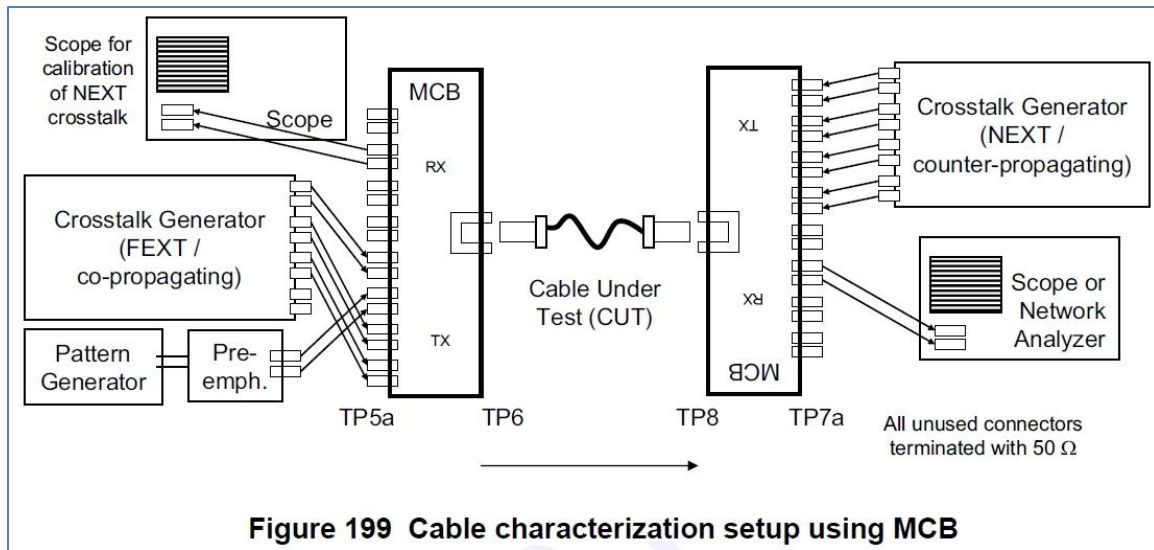 Scope for
calibration
of NEXT
crosstalk
Scope
MCB
RX
TX
Crosstalk Generator
(FEXT /
co-propagating)
Pattern
Generator
Pre-
emph.
TP5a
TP6
Cable Under
Test (CUT)
TP8
TP7a
TX
RX
MCB
Crosstalk Generator
(NEXT /
counter-propagating)
Scope or
Network
Analyzer
All unused connectors
terminated with 50 Ω
Figure 199 Cable characterization setup using MCB